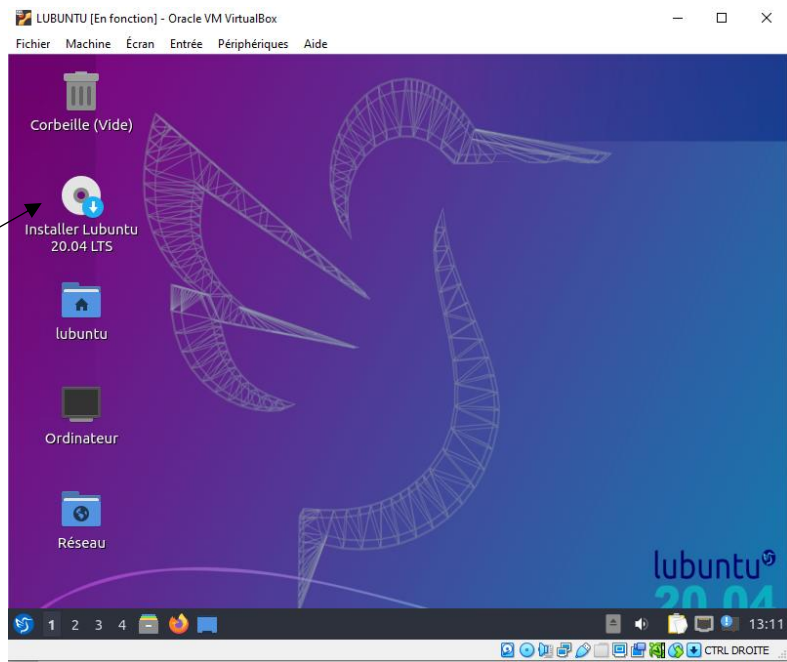 LUBUNTU [En fonction] - Oracle VM VirtualBox
Fichier Machine Écran Entrée Périphériques Aide
Corbeille (Vide)
Installer Lubuntu
20.04 LTS
lubuntu
Ordinateur
Réseau
lubuntu
20.04
1 2 3 4
13:11
CTRL DROITE